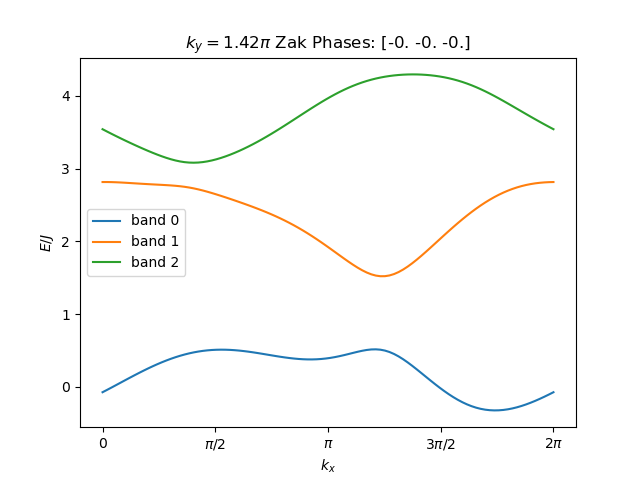 k_y = 1.42π Zak Phases: [-0. -0. -0.]
E/J
4
3
2
1
0
band 0
band 1
band 2
0 π/2 π 3π/2 2π
k_x